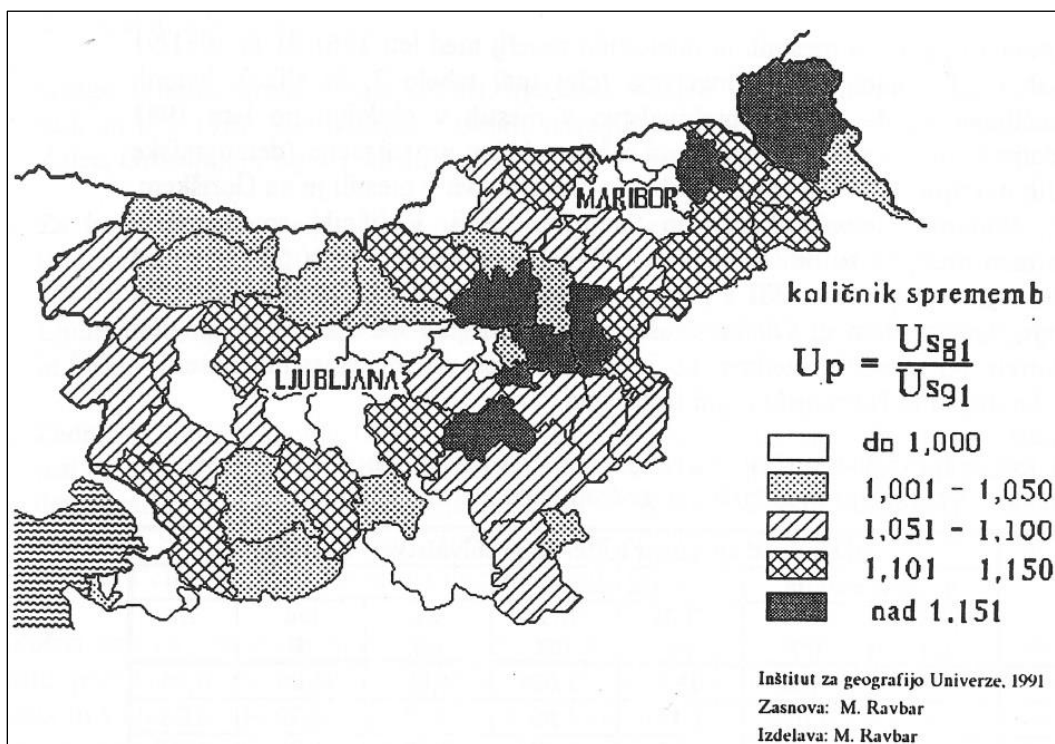 MARIBOR
LJUBLJANA
količnik sprememb
Up = Us81
Us91
do 1,000
1,001 - 1,050
1,051 - 1,100
1,101 1,150
nad 1,151
Inštitut za geografijo Univerze, 1991
Zasnova: M. Ravbar
Izdelava: M. Ravbar